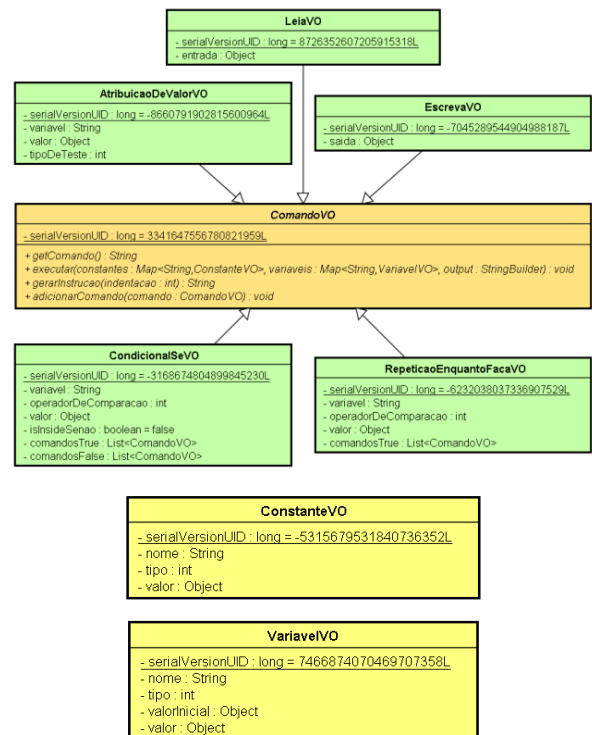 LeiaVO
- serialVersionUID : long = 8726352607205915318L
- entrada : Object
AtribuicaoDeValorVO
- serialVersionUID : long = -8660791902815600964L
- variavel : String
- valor : Object
- tipoDeTeste : int
EscrevaVO
- serialVersionUID : long = -7045289544904988187L
- saida : Object
ComandoVO
- serialVersionUID : long = 3341647556780821959L
+ getComando() : String
+ executar(constantes : Map<String,ConstanteVO>, variaveis : Map<String,VariavelVO>, output : StringBuilder) : void
+ gerarInstrucao(indentacao : int) : String
+ adicionarComando(comando : ComandoVO) : void
CondicionalSeVO
- serialVersionUID : long = -3168674804899845230L
- variavel : String
- operadorDeComparacao : int
- valor : Object
- isInsideSenao : boolean = false
- comandosTrue : List<ComandoVO>
- comandosFalse : List<ComandoVO>
RepeticaoEnquantoFacaVO
- serialVersionUID : long = -6232038037336907529L
- variavel : String
- operadorDeComparacao : int
- valor : Object
- comandosTrue : List<ComandoVO>
ConstanteVO
- serialVersionUID : long = -5315679531840736352L
- nome : String
- tipo : int
- valor : Object
VariavelVO
- serialVersionUID : long = 7466874070469707358L
- nome : String
- tipo : int
- valorInicial : Object
- valor : Object